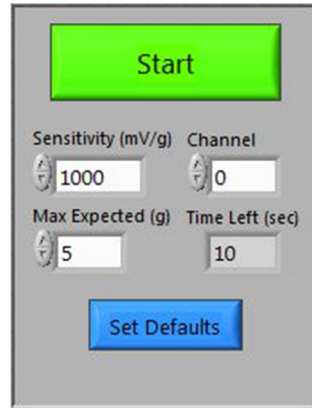 Start
Sensitivity (mV/g) Channel
1000 0
Max Expected (g) Time Left (sec)
5 10
Set Defaults